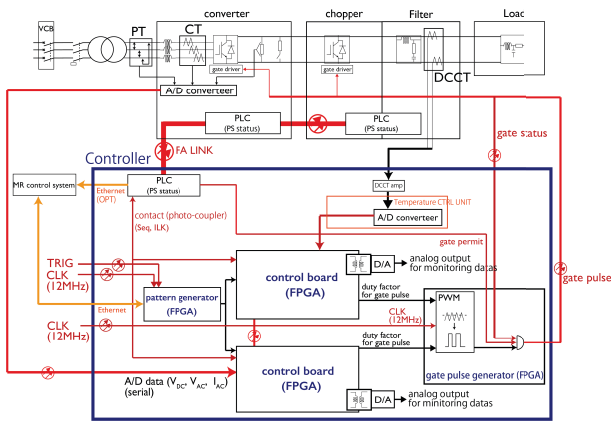 converter
chopper
Filter
Loac
VCB
PT
CT
gate driver
gate driver
DCCT
A/D converteer
PLC
(PS status)
PLC
(PS status)
gate status
FA LINK
Controller
MR control system
Ethernet
(OPT)
PLC
(PS status)
DCCT amp
Temperature CTRL UNIT
A/D converteer
contact (photo-coupler)
(Seq, ILK)
gate permit
TRIG
CLK
(12MHz)
control board
(FPGA)
D/A
analog output
for monitoring datas
gate pulse
pattern generator
(FPGA)
duty factor
for gate pulse
PWM
Ethernet
CLK
(12MHz)
CLK
(12MHz)
duty factor
for gate pulse
control board
(FPGA)
gate pulse generator (FPGA)
A/D data (VDC, VAC, IAC)
(serial)
D/A
analog output
for minitoring datas